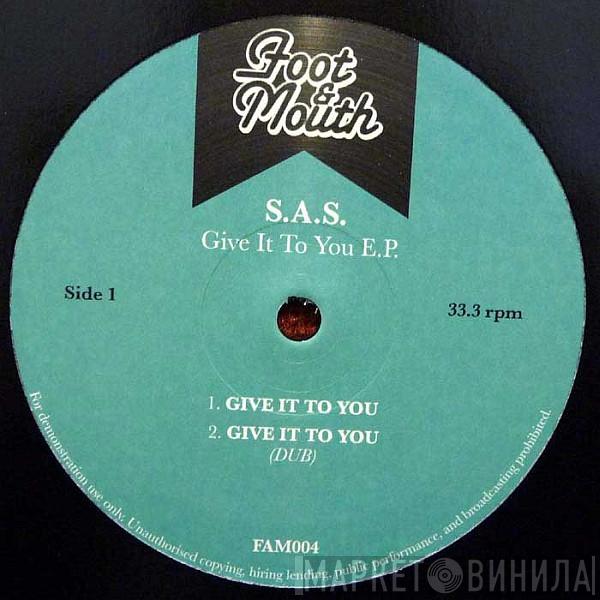 Foot
&
Mouth
S.A.S.
Give It To You E.P.
Side 1
33.3 rpm
1. GIVE IT TO YOU
2. GIVE IT TO YOU
(DUB)
For demonstration use only. Unauthorised copying, hiring lending, public performance, and broadcasting prohibited.
FAM004
МАРКЕТ ВИНИЛА